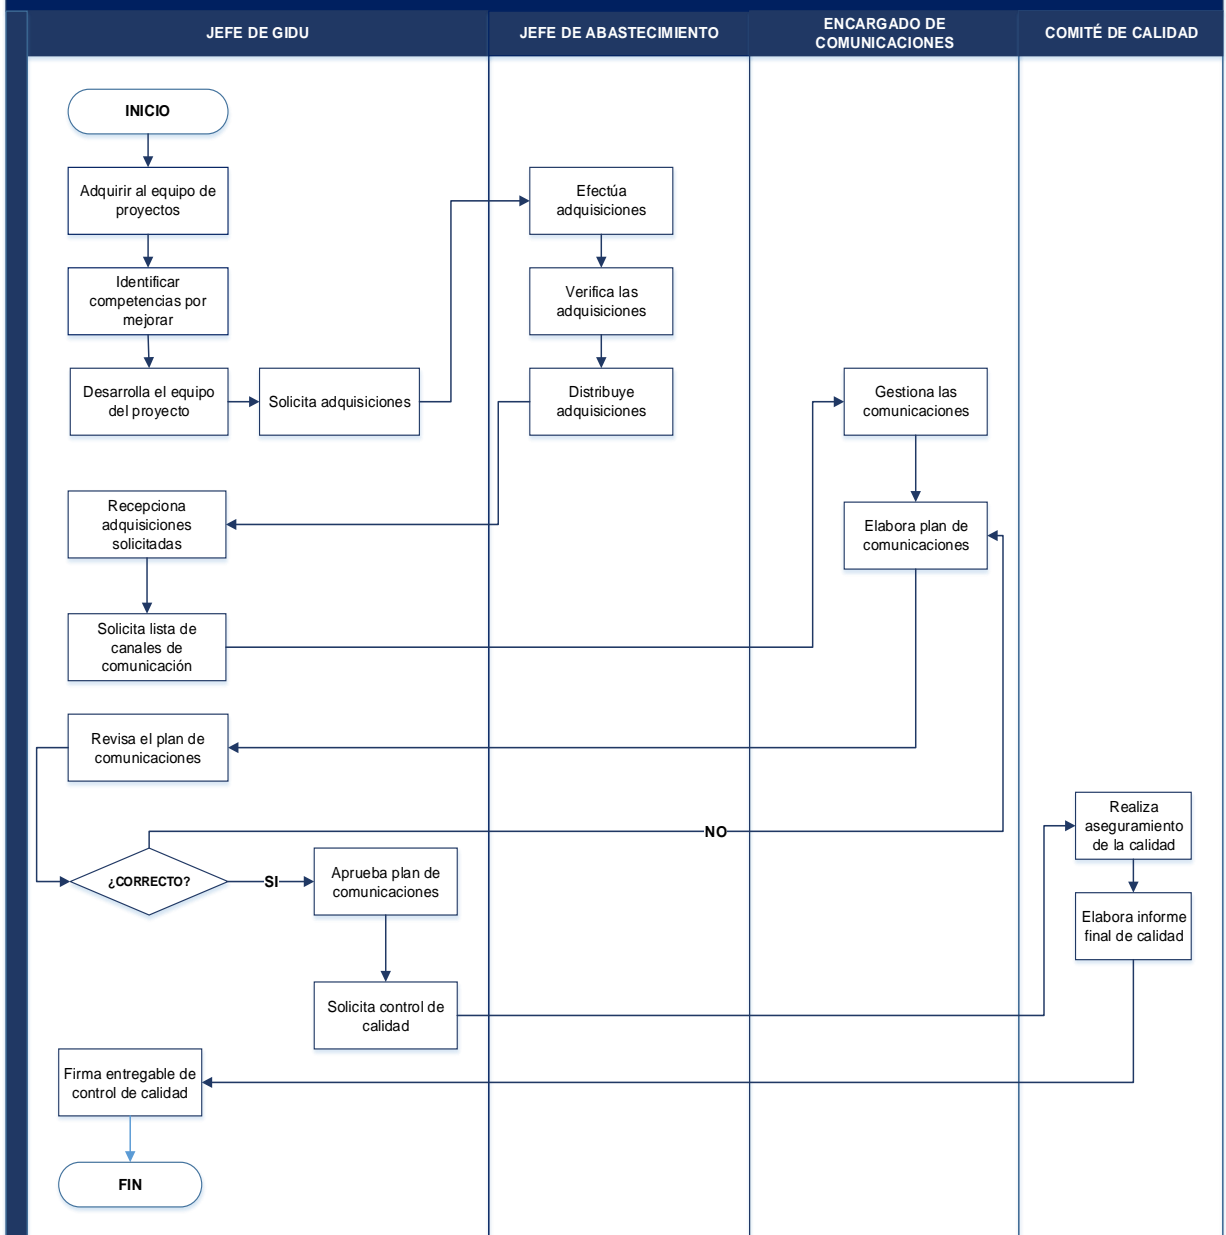 JEFE DE GIDU
JEFE DE ABASTECIMIENTO
ENCARGADO DE
COMUNICACIONES
COMITÉ DE CALIDAD
INICIO
Adquirir al equipo de
proyectos
Efectúa
adquisiciones
Identificar
competencias por
mejorar
Verifica las
adquisiciones
Desarrolla el equipo
del proyecto
Solicita adquisiciones
Distribuye
adquisiciones
Gestiona las
comunicaciones
Recepciona
adquisiciones
solicitadas
Elabora plan de
comunicaciones
Solicita lista de
canales de
comunicación
Revisa el plan de
comunicaciones
Realiza
aseguramiento
de la calidad
NO
¿CORRECTO?
SI
Aprueba plan de
comunicaciones
Elabora informe
final de calidad
Solicita control de
calidad
Firma entregable de
control de calidad
FIN